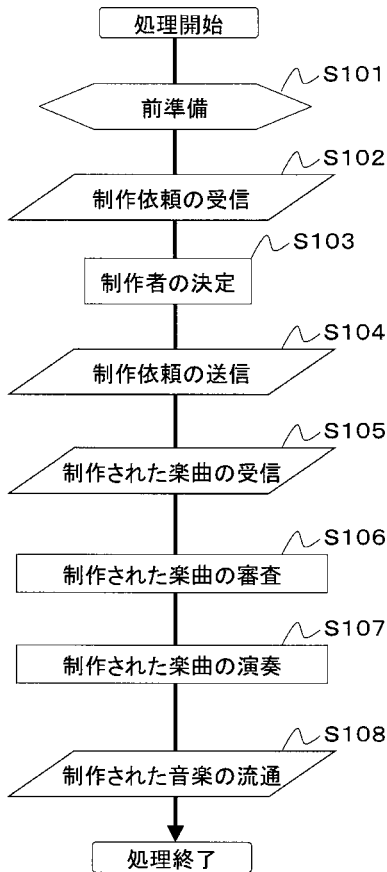 処理開始
S101
前準備
S102
制作依頼の受信
S103
制作者の決定
S104
制作依頼の送信
S105
制作された楽曲の受信
S106
制作された楽曲の審査
S107
制作された楽曲の演奏
S108
制作された音楽の流通
処理終了